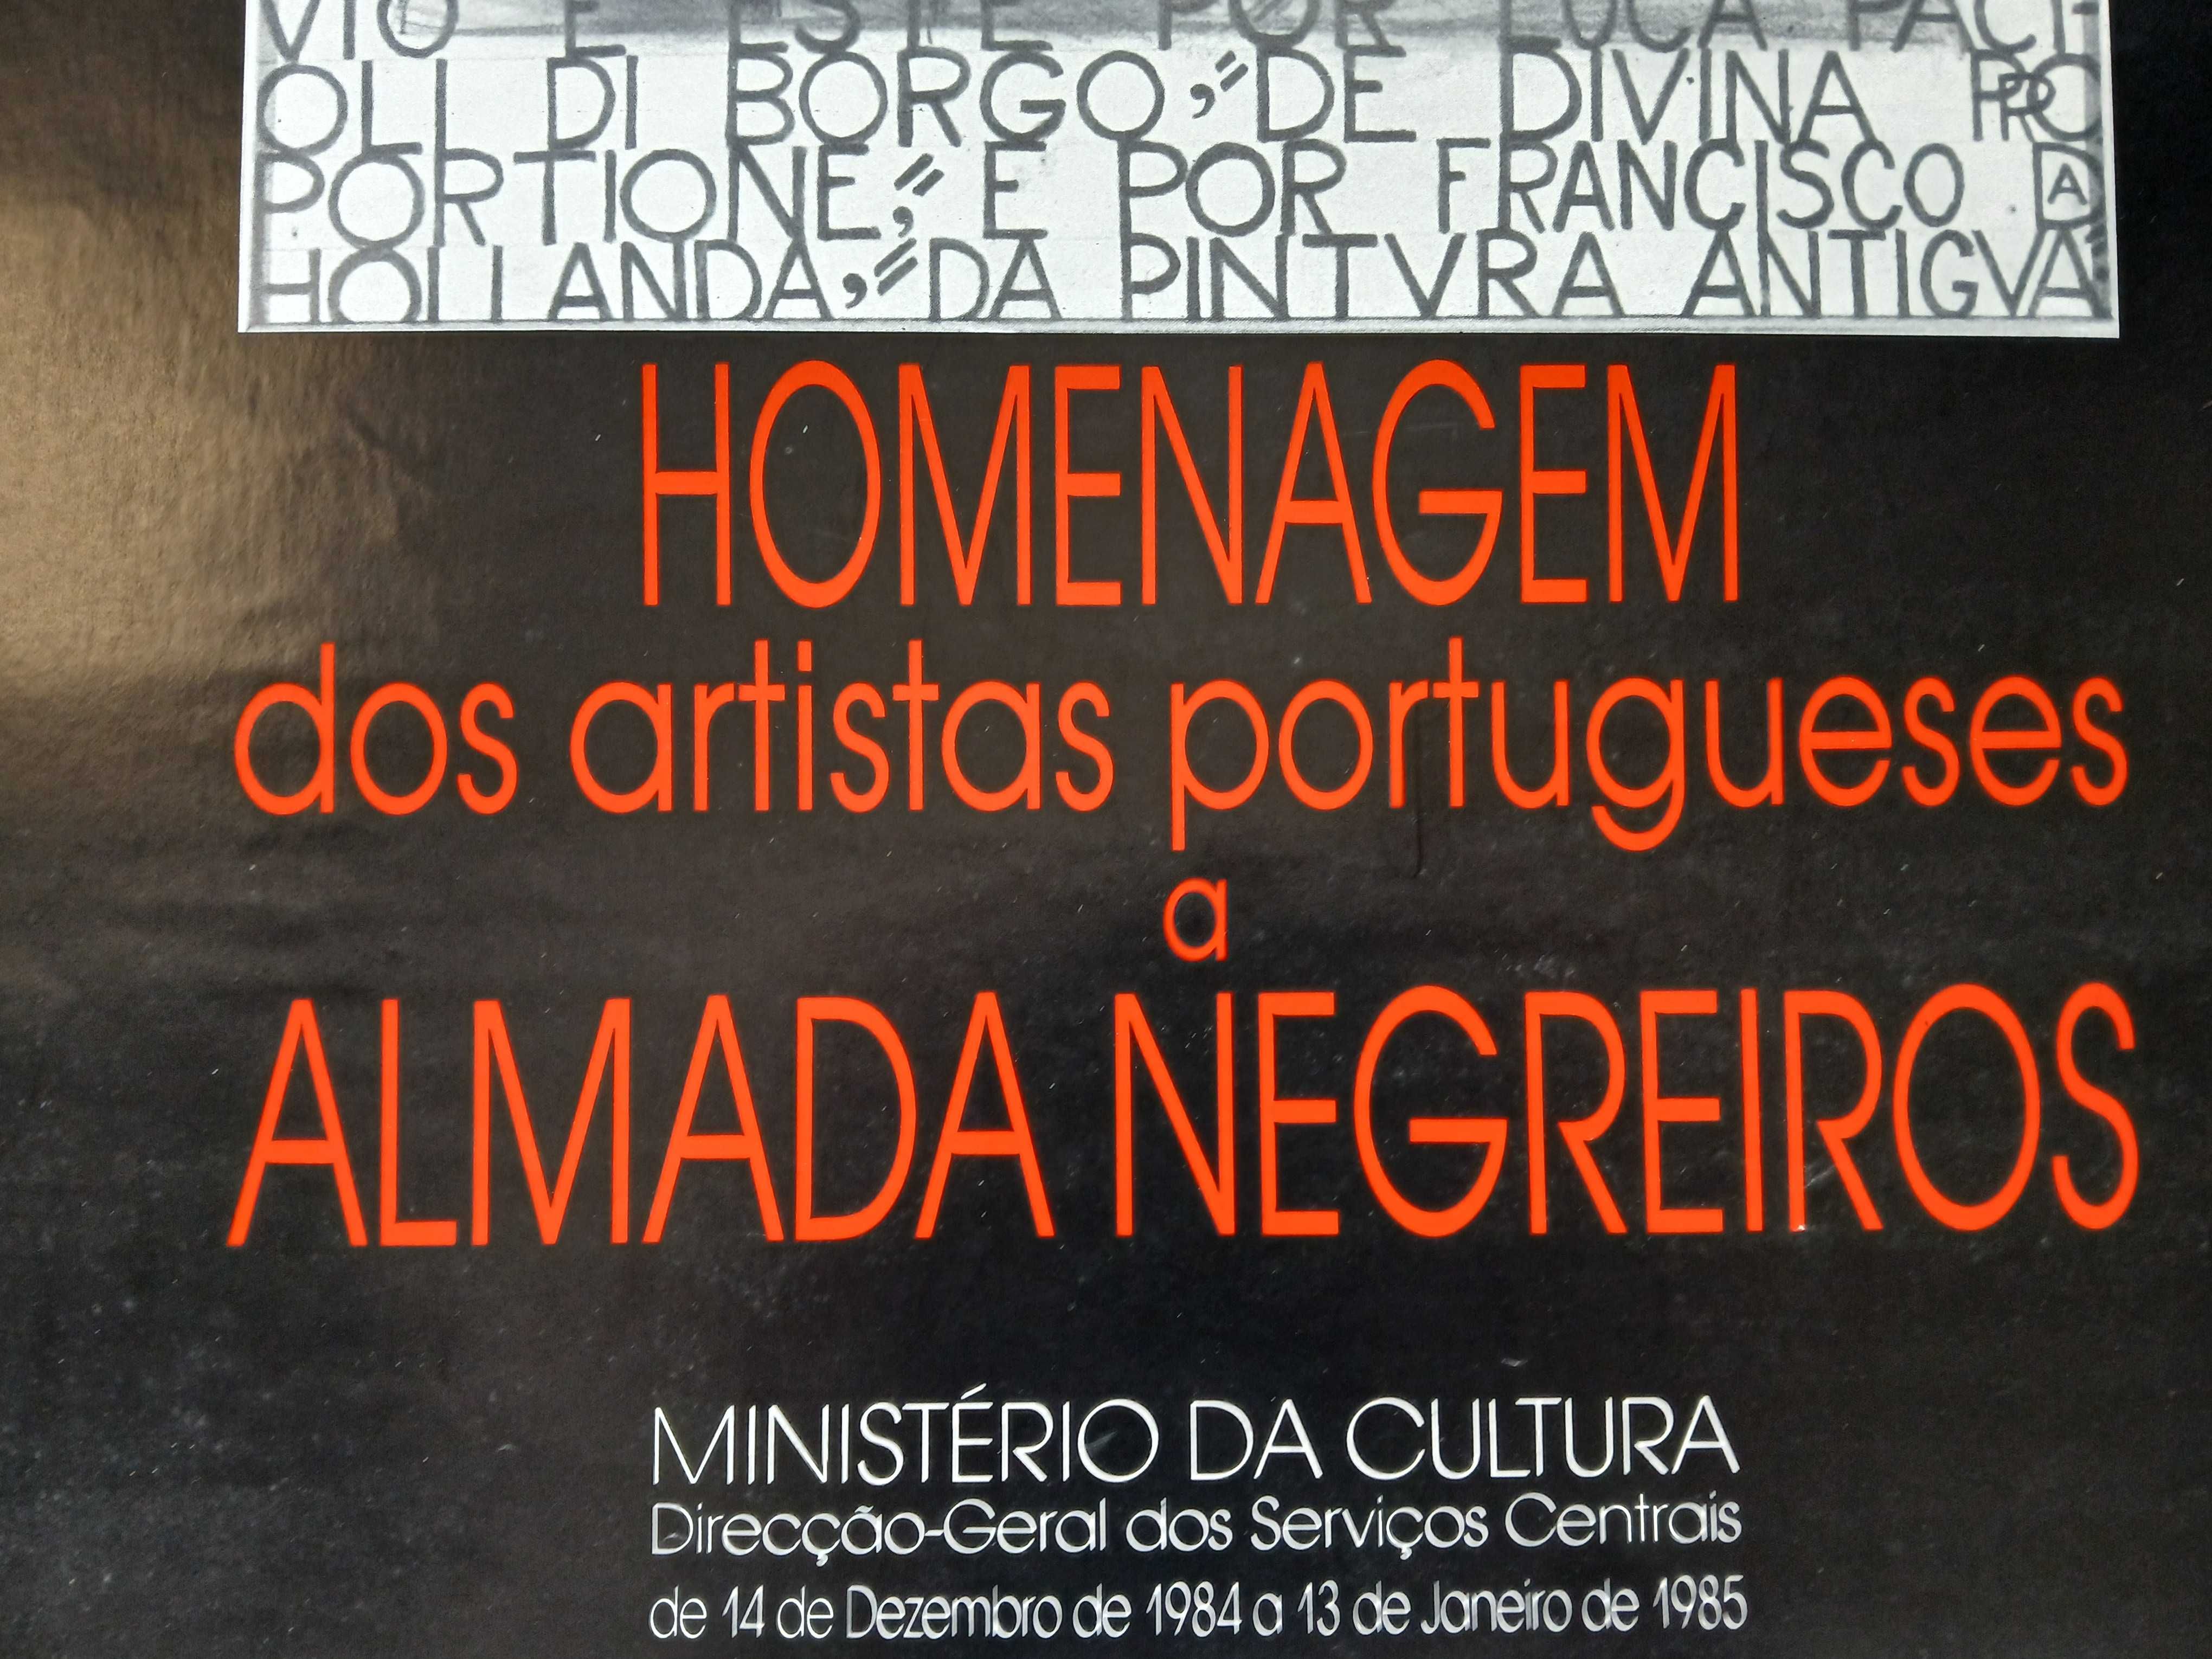 VIO E ESTE POR LUCA PACI-
OLI DI BORGO, "DE DIVINA PRO
PORTIONE," E POR FRANCISCO DA
HOLLANDA, "DA PINTVRA ANTIGVA"
HOMENAGEM
dos artistas portugueses
a
ALMADA NEGREIROS
MINISTÉRIO DA CULTURA
Direcção-Geral dos Serviços Centrais
de 14 de Dezembro de 1984 a 13 de Janeiro de 1985